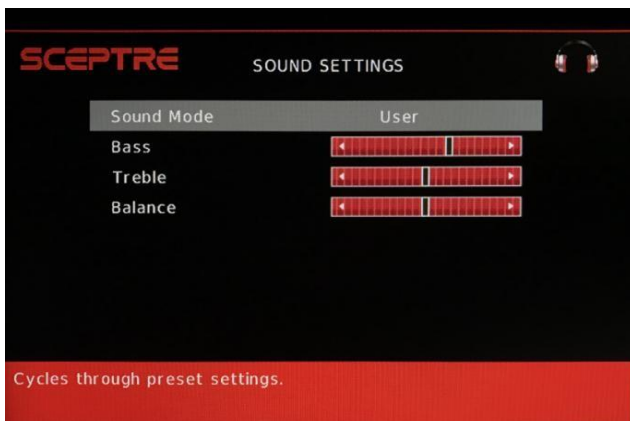 SCEPTRE
SOUND SETTINGS
Sound Mode User
Bass
Treble
Balance
Cycles through preset settings.